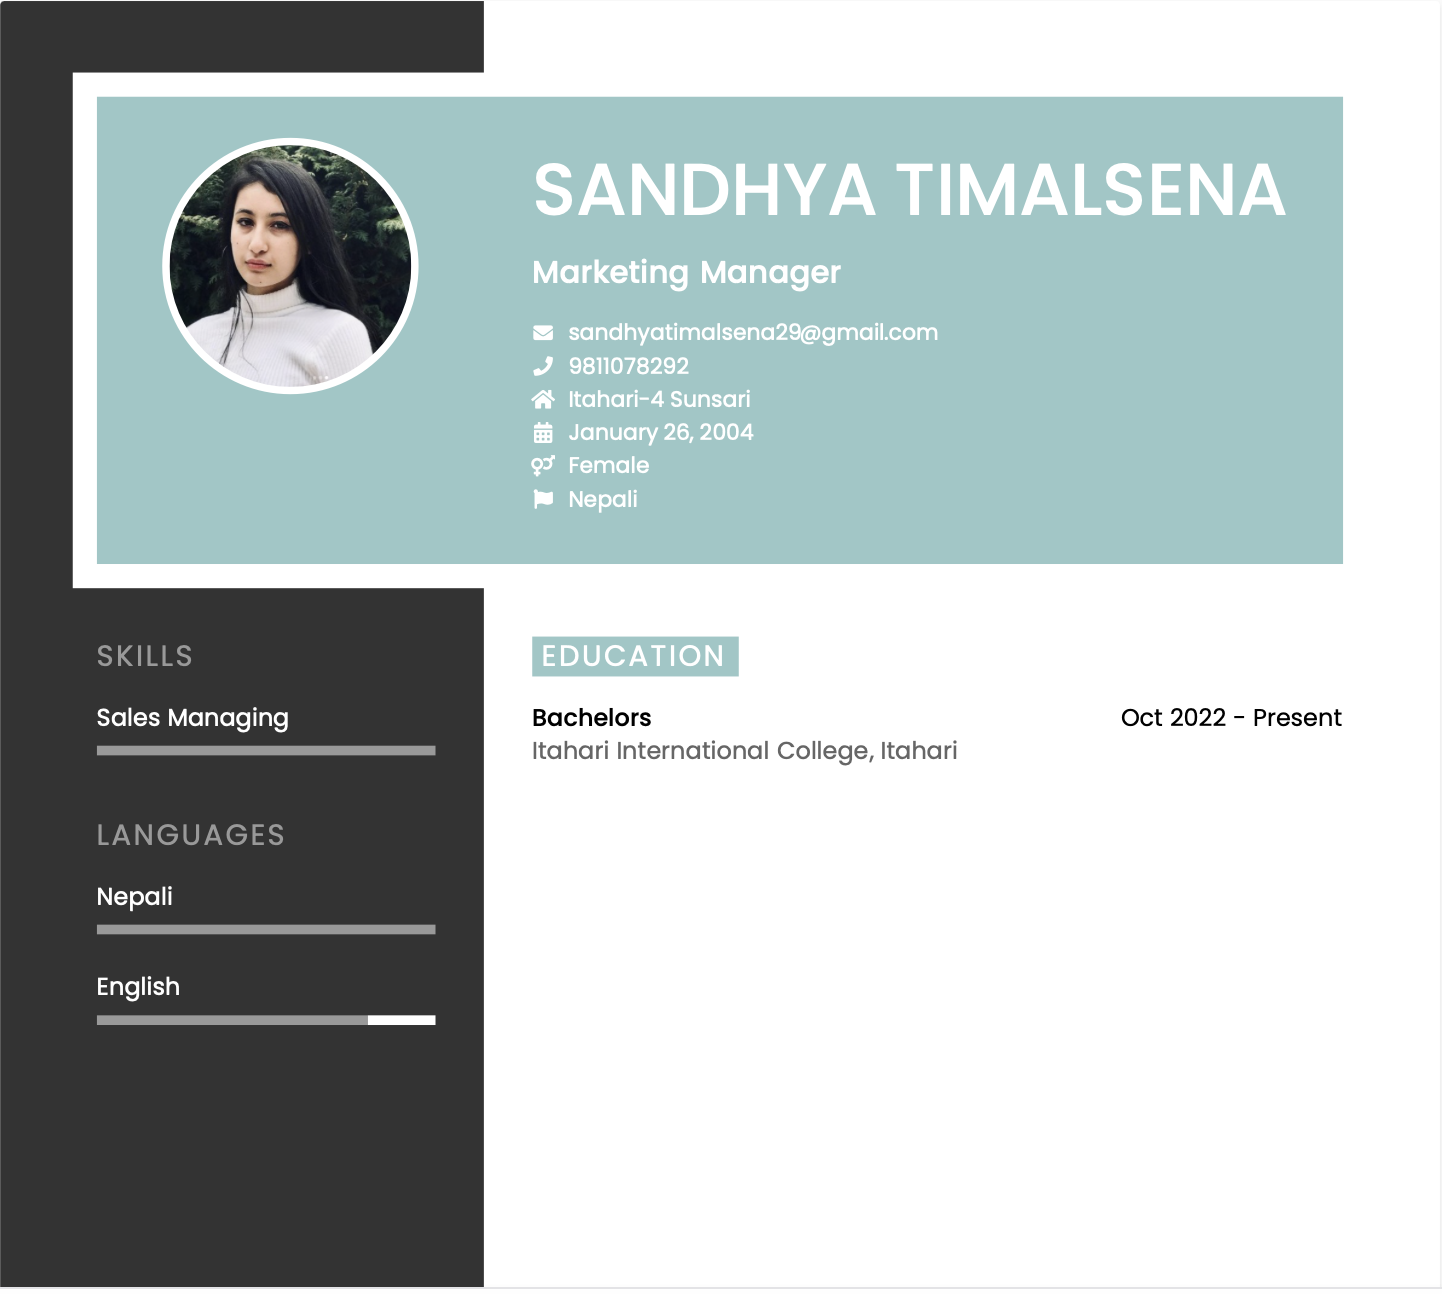 SANDHYA TIMALSENA
Marketing Manager
sandhyatimalsena29@gmail.com
9811078292
Itahari-4 Sunsari
January 26, 2004
Female
Nepali
SKILLS
Sales Managing
LANGUAGES
Nepali
English
EDUCATION
Bachelors Oct 2022 - Present
Itahari International College, Itahari